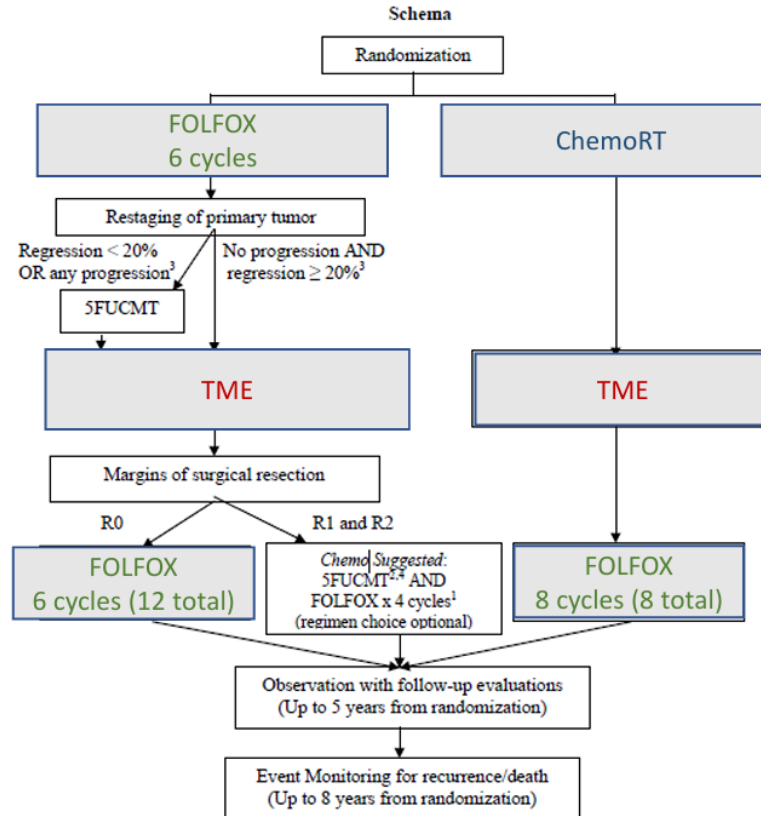 Schema
Randomization
FOLFOX
6 cycles
ChemoRT
Restaging of primary tumor
Regression < 20%
OR any progression³
No progression AND
regression ≥ 20%³
5FUCMT
TME
TME
Margins of surgical resection
R0
R1 and R2
FOLFOX
6 cycles (12 total)
Chemo Suggested:
5FUCMT²,⁴ AND
FOLFOX x 4 cycles¹
(regimen choice optional)
FOLFOX
8 cycles (8 total)
Observation with follow-up evaluations
(Up to 5 years from randomization)
Event Monitoring for recurrence/death
(Up to 8 years from randomization)